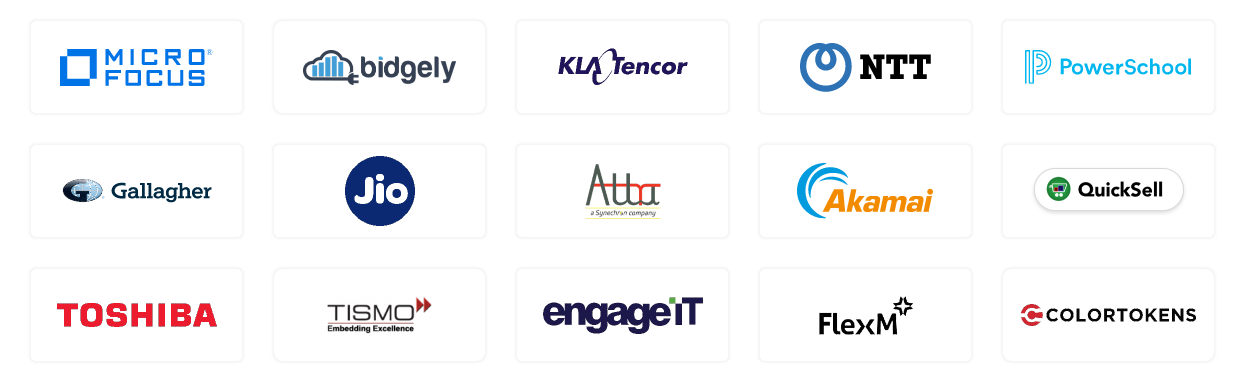 MICRO
FOCUS®
bidgely
KLA Tencor
NTT
PowerSchool
Gallagher
Jio
Atba
a Synechron company
Akamai
QuickSell
TOSHIBA
TISMO
Embedding Excellence
engageIT
FlexM
COLORTOKENS